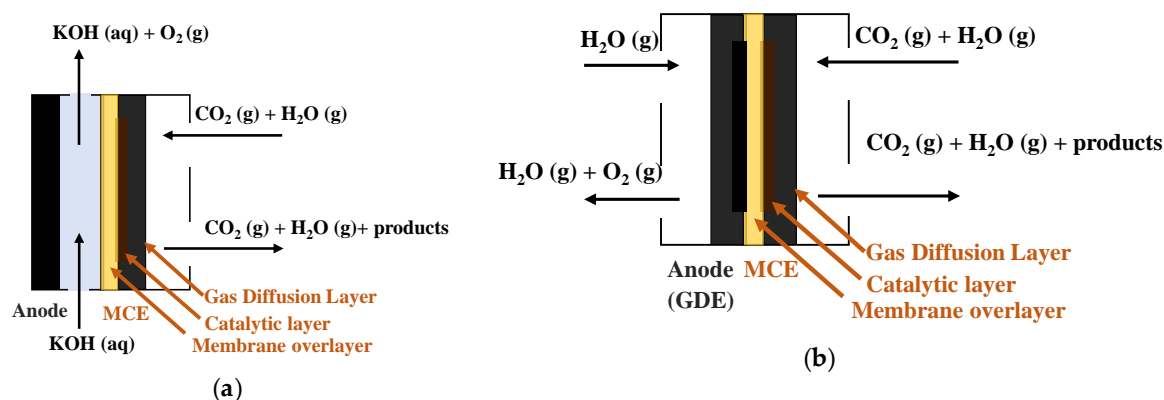 KOH (aq) + O₂ (g)
CO₂ (g) + H₂O (g)
CO₂ (g) + H₂O (g)+ products
Gas Diffusion Layer
Anode
MCE
Catalytic layer
KOH (aq)
Membrane overlayer
(a)
H₂O (g)
CO₂ (g) + H₂O (g)
CO₂ (g) + H₂O (g) + products
H₂O (g) + O₂ (g)
Gas Diffusion Layer
Anode
(GDE)
MCE
Catalytic layer
Membrane overlayer
(b)